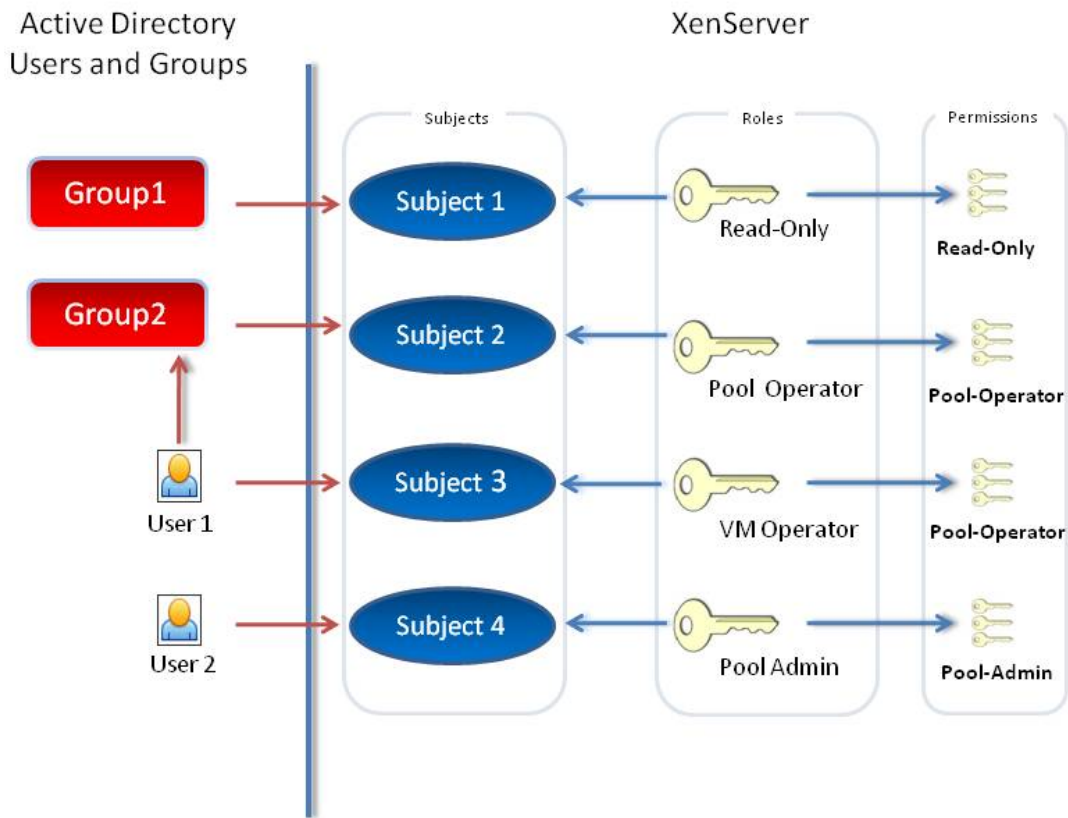 Active Directory
Users and Groups
XenServer
Subjects
Roles
Permissions
Group1
Subject 1
Read-Only
Read-Only
Group2
Subject 2
Pool Operator
Pool-Operator
User 1
Subject 3
VM Operator
Pool-Operator
User 2
Subject 4
Pool Admin
Pool-Admin